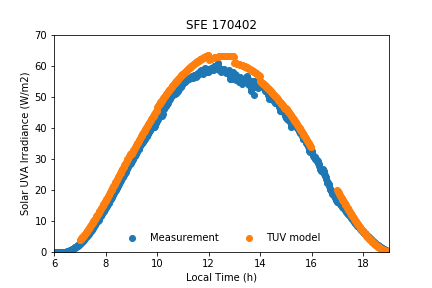 SFE 170402
70
60
50
40
30
20
10
0
Solar UVA Irradiance (W/m2)
Measurement TUV model
6 8 10 12 14 16 18
Local Time (h)